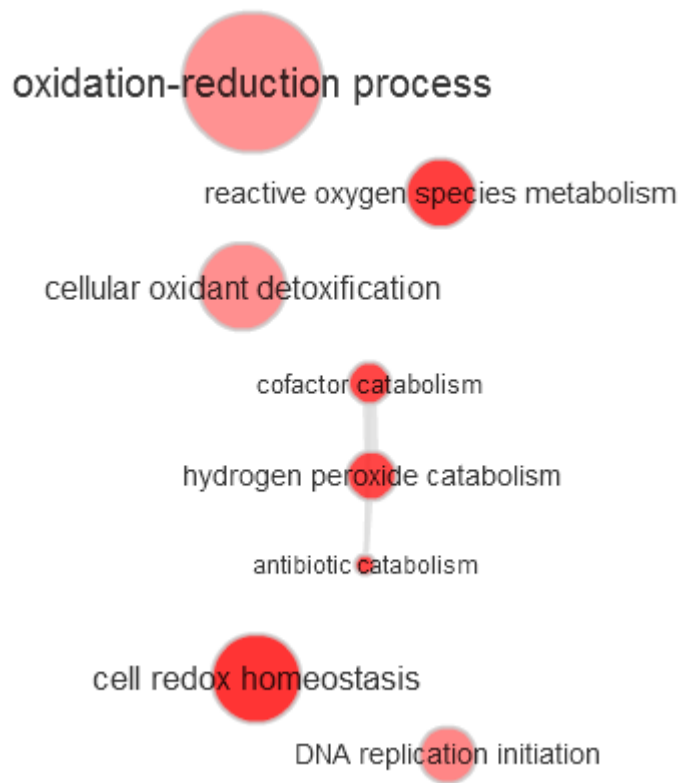 oxidation-reduction process
reactive oxygen species metabolism
cellular oxidant detoxification
cofactor catabolism
hydrogen peroxide catabolism
antibiotic catabolism
cell redox homeostasis
DNA replication initiation